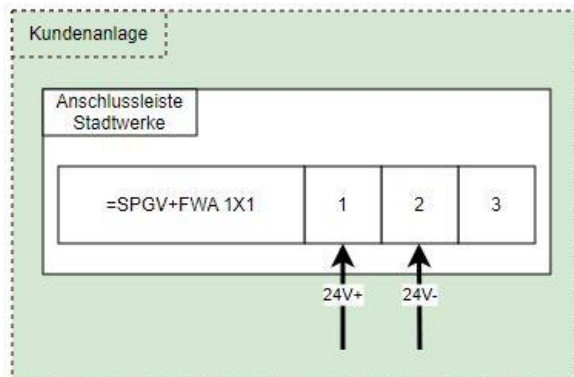 Kundenanlage
Anschlussleiste
Stadtwerke
=SPGV+FWA 1X1 1 2 3
24V+ 24V-